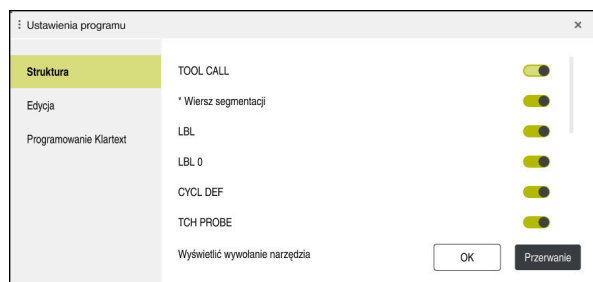 Ustawienia programu
Struktura
Edycja
Programowanie Klartext
TOOL CALL
* Wiersz segmentacji
LBL
LBL 0
CYCL DEF
TCH PROBE
Wyświetlić wywołanie narzędzia
OK
Przerwanie